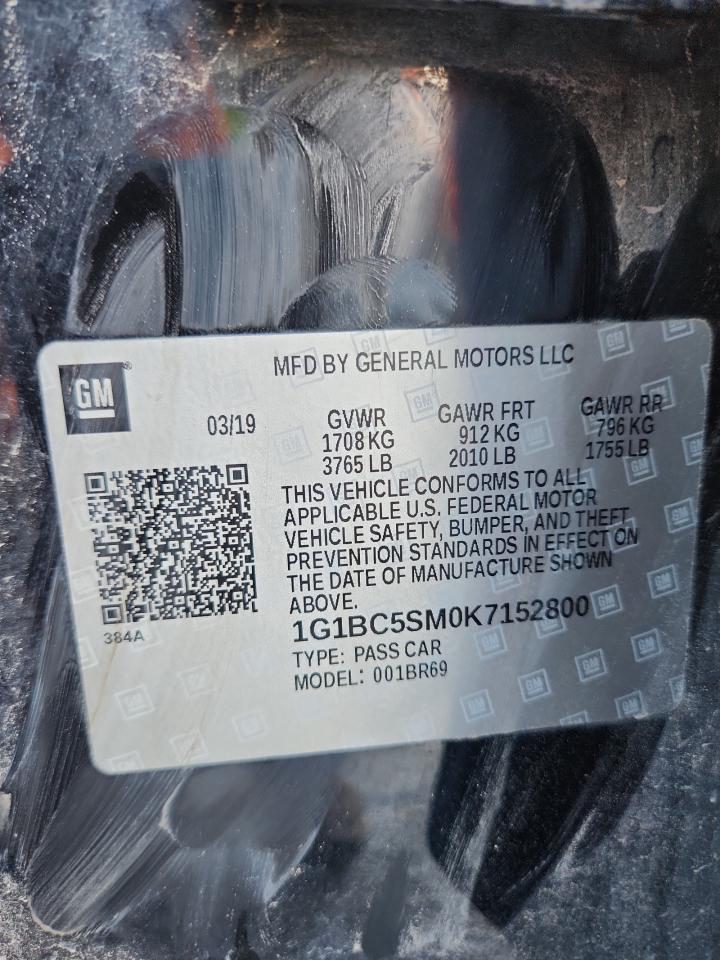 GM
MFD BY GENERAL MOTORS LLC
03/19
GVWR GAWR FRT GAWR RR
1708 KG 912 KG 796 KG
3765 LB 2010 LB 1755 LB
THIS VEHICLE CONFORMS TO ALL
APPLICABLE U.S. FEDERAL MOTOR
VEHICLE SAFETY, BUMPER, AND THEFT
PREVENTION STANDARDS IN EFFECT ON
THE DATE OF MANUFACTURE SHOWN
ABOVE.
384A
1G1BC5SM0K7152800
TYPE: PASS CAR
MODEL: 001BR69